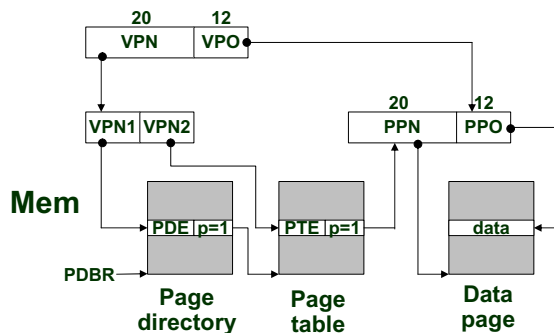 20 12
VPN VPO
20 12
VPN1 VPN2 PPN PPO
Mem
PDE p=1 PTE p=1 data
PDBR
Page directory
Page table
Data page